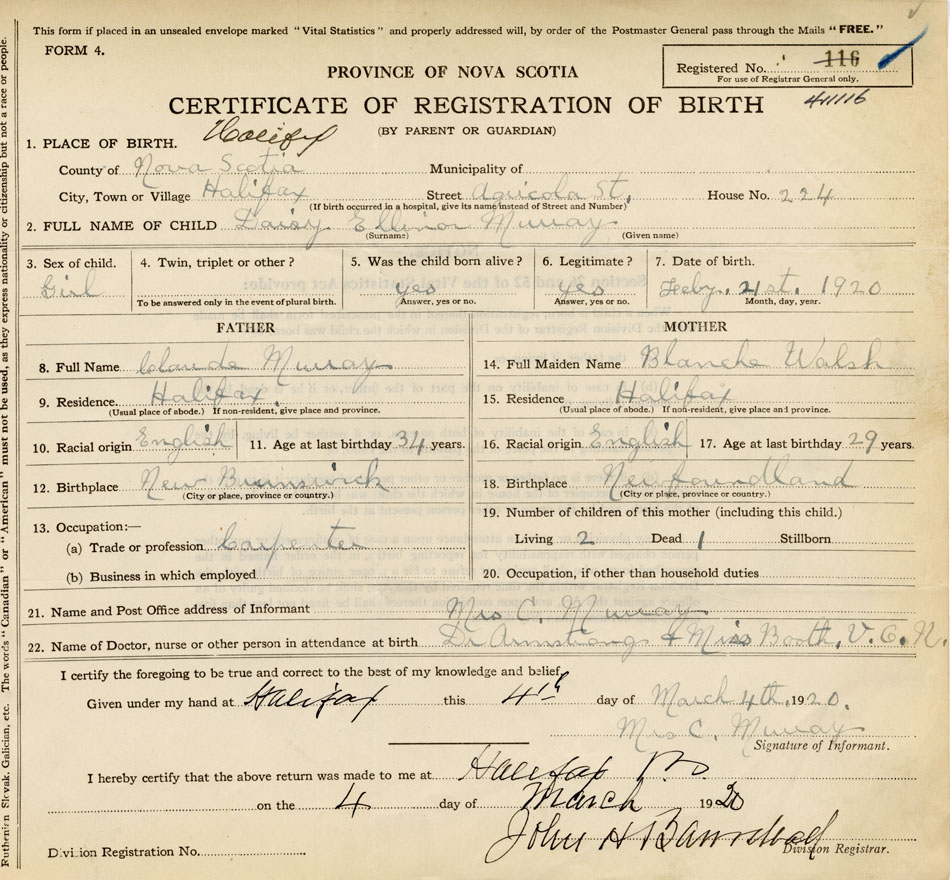 This form if placed in an unsealed envelope marked "Vital Statistics" and properly addressed will, by order of the Postmaster General pass through the Mails "FREE."
FORM 4.
Registered No. 116
For use of Registrar General only.
PROVINCE OF NOVA SCOTIA
CERTIFICATE OF REGISTRATION OF BIRTH
(BY PARENT OR GUARDIAN)
1. PLACE OF BIRTH. Halifax
County of Nova Scotia Municipality of
City, Town or Village Halifax Street Agricola St. House No. 224
(If birth occurred in a hospital, give its name instead of Street and Number)
2. FULL NAME OF CHILD Daisy Ellinor Murray
(Surname) (Given name)
3. Sex of child. 4. Twin, triplet or other? 5. Was the child born alive? 6. Legitimate? 7. Date of birth.
Girl yes yes Feby. 21st. 1920
To be answered only in the event of plural birth. Answer, yes or no. Answer, yes or no. Month, day, year.
FATHER MOTHER
8. Full Name Claude Murray 14. Full Maiden Name Blanche Walsh
9. Residence Halifax. 15. Residence Halifax
(Usual place of abode.) If non-resident, give place and province. (Usual place of abode.) If non-resident, give place and province.
10. Racial origin English 11. Age at last birthday 34 years. 16. Racial origin English 17. Age at last birthday 29 years.
12. Birthplace New Brunswick 18. Birthplace Newfoundland
(City or place, province or country.) (City or place, province or country.)
13. Occupation:— 19. Number of children of this mother (including this child.)
(a) Trade or profession Carpenter Living 2 Dead 1 Stillborn
(b) Business in which employed 20. Occupation, if other than household duties
21. Name and Post Office address of Informant Mrs C. Murray
22. Name of Doctor, nurse or other person in attendance at birth Dr Armstrong & Miss Booth, V. O. N.
I certify the foregoing to be true and correct to the best of my knowledge and belief.
Given under my hand at Halifax this 4th day of March 4th, 1920.
Mrs C. Murray
Signature of Informant.
I hereby certify that the above return was made to me at Halifax
on the 4 day of March 1920
John H Barnstead
Division Registrar.
Division Registration No.
Ruthenian Slovak, Galician, etc. The words "Canadian" or "American" must not be used, as they express nationality or citizenship but not a race or people.